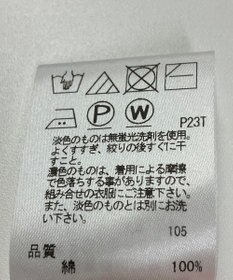 P W
P23T
淡色のものは無蛍光洗剤を使用。
よくすすぎ、絞りの後すぐに干
すこと。
濃色のものは、着用による摩擦
で色落ちする事がありますので、
組み合せの衣服にご注意下さい。
また、淡色のものとは別にお洗
い下さい。
105
品質
綿 100%